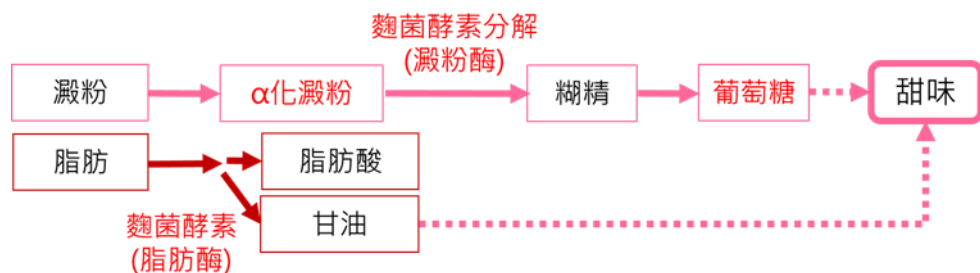 麴菌酵素分解
(澱粉酶)
澱粉
α化澱粉
糊精
葡萄糖
甜味
脂肪
脂肪酸
甘油
麴菌酵素
(脂肪酶)